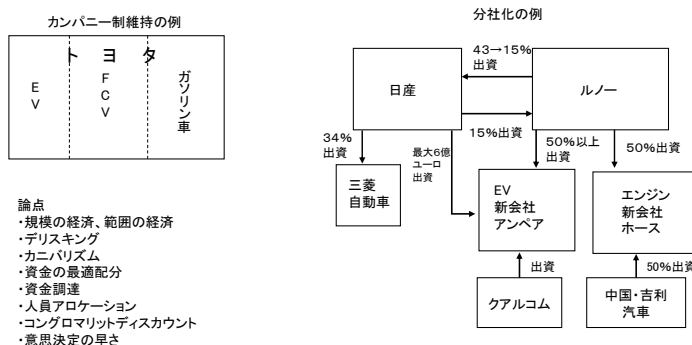 カンパニー制維持の例
トヨタ
EV
FCV
ガソリン車
論点
・規模の経済、範囲の経済
・デリスキング
・カニバリズム
・資金の最適配分
・資金調達
・人員アロケーション
・コングロマリットディスカウント
・意思決定の早さ
分社化の例
日産
43→15%
出資
ルノー
15%出資
34%
出資
最大6億
ユーロ
出資
50%以上
出資
50%出資
三菱
自動車
EV
新会社
アンペア
エンジン
新会社
ホース
出資
50%出資
クアルコム
中国・吉利
汽車